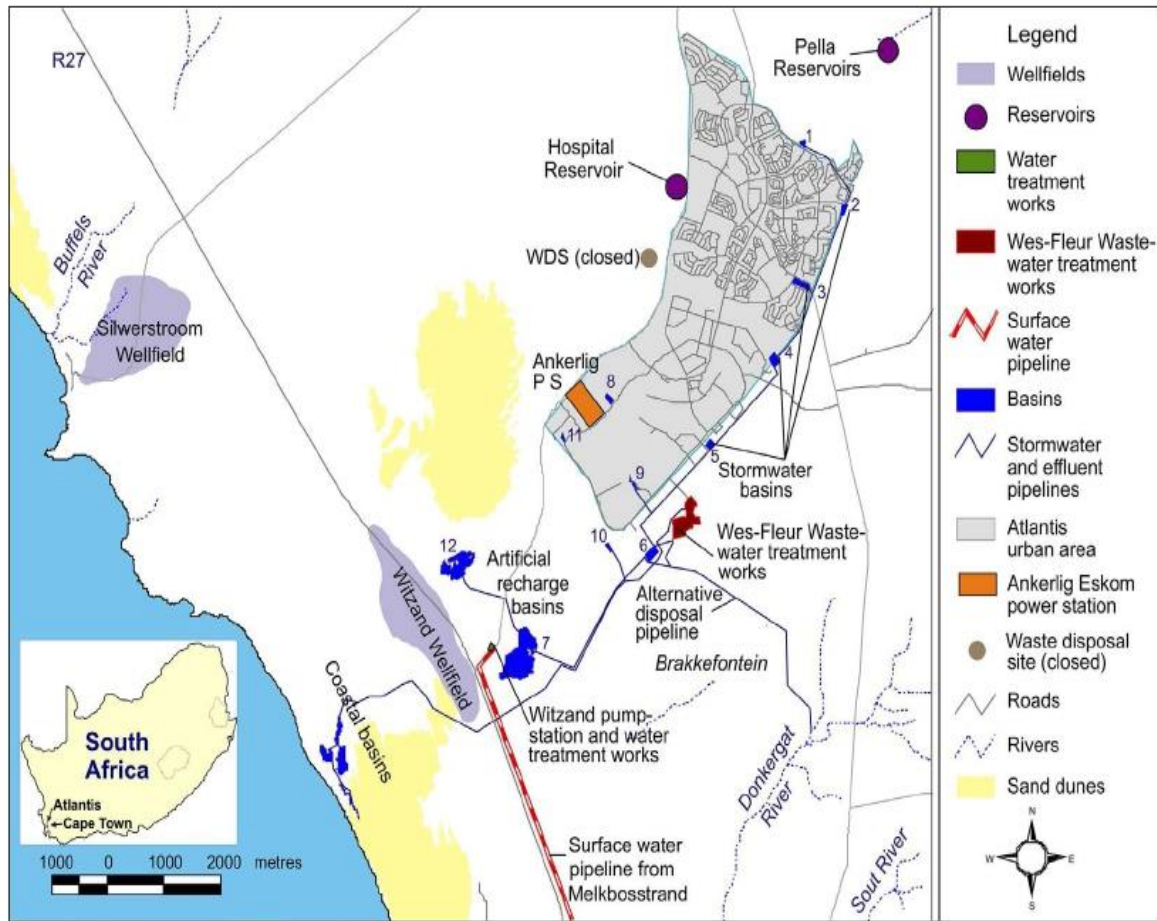 R27
Pella
Reservoirs
1
Hospital
Reservoir
2
WDS (closed)
Buffels
River
3
Silwerstroom
Wellfield
4
Ankerlig
P S
8
11
5
Stormwater
basins
9
10
6
Wes-Fleur Waste-
water treatment
works
12
Artificial
recharge
basins
Alternative
disposal
pipeline
7
Brakkefontein
Witzand Wellfield
Coastal basins
Witzand pump-
station and water
treatment works
Donkergat
River
Sout River
Surface water
pipeline from
Melkbosstrand
South
Africa
Atlantis
Cape Town
1000 0 1000 2000 metres
Legend
Wellfields
Reservoirs
Water
treatment
works
Wes-Fleur Waste-
water treatment
works
Surface
water
pipeline
Basins
Stormwater
and effluent
pipelines
Atlantis
urban area
Ankerlig Eskom
power station
Waste disposal
site (closed)
Roads
Rivers
Sand dunes
N
W
E
S